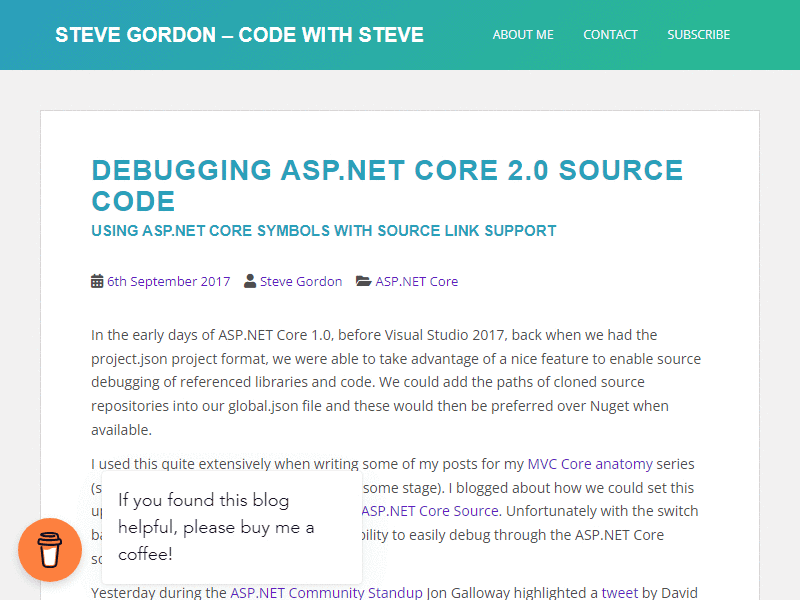 STEVE GORDON – CODE WITH STEVE
ABOUT ME
CONTACT
SUBSCRIBE
DEBUGGING ASP.NET CORE 2.0 SOURCE
CODE
USING ASP.NET CORE SYMBOLS WITH SOURCE LINK SUPPORT
6th September 2017 Steve Gordon ASP.NET Core
In the early days of ASP.NET Core 1.0, before Visual Studio 2017, back when we had the
project.json project format, we were able to take advantage of a nice feature to enable source
debugging of referenced libraries and code. We could add the paths of cloned source
repositories into our global.json file and these would then be preferred over Nuget when
available.
I used this quite extensively when writing some of my posts for my MVC Core anatomy series
some stage). I blogged about how we could set this
ASP.NET Core Source. Unfortunately with the switch
to easily debug through the ASP.NET Core
Yesterday during the ASP.NET Community Standup Jon Galloway highlighted a tweet by David
If you found this blog
helpful, please buy me a
coffee!